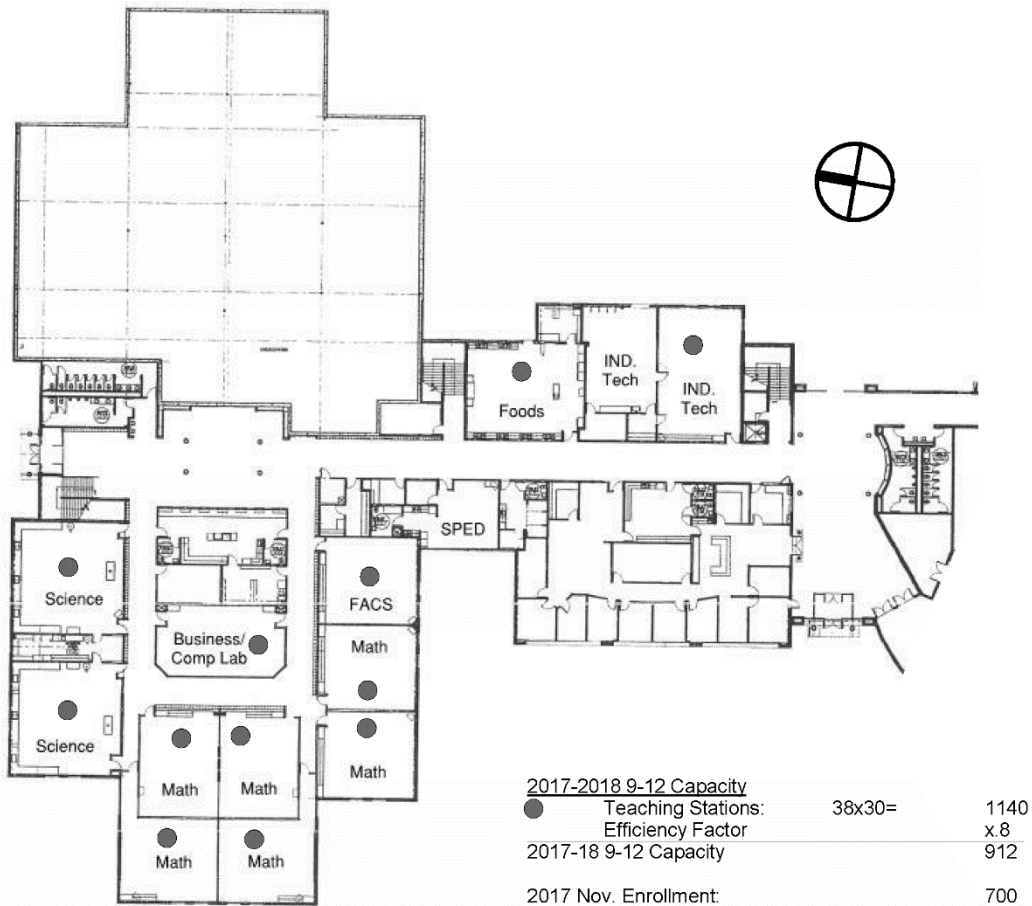 IND.
Tech
IND.
Tech
Foods
SPED
Science
FACS
Business/
Comp Lab
Math
Science
Math
Math
Math
Math
Math
2017-2018 9-12 Capacity
Teaching Stations: 38x30= 1140
Efficiency Factor x.8
2017-18 9-12 Capacity 912
2017 Nov. Enrollment: 700